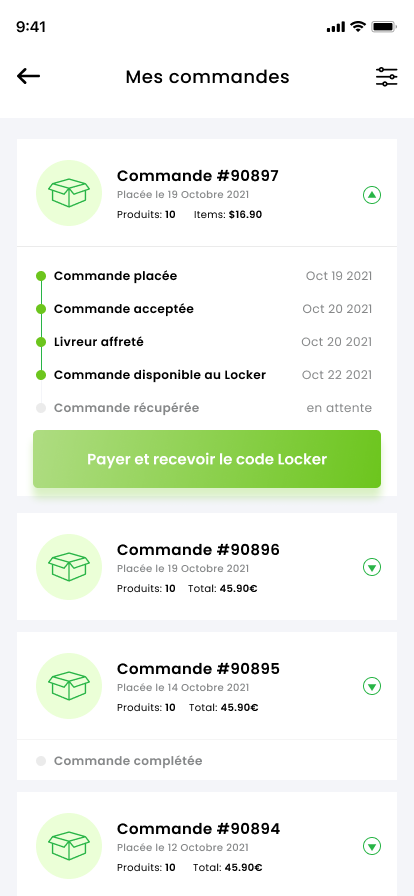 9:41
Mes commandes
Commande #90897
Placée le 19 Octobre 2021
Produits: 10 Items: $16.90
Commande placée Oct 19 2021
Commande acceptée Oct 20 2021
Livreur affreté Oct 20 2021
Commande disponible au Locker Oct 22 2021
Commande récupérée en attente
Payer et recevoir le code Locker
Commande #90896
Placée le 19 Octobre 2021
Produits: 10 Total: 45.90€
Commande #90895
Placée le 14 Octobre 2021
Produits: 10 Total: 45.90€
Commande complétée
Commande #90894
Placée le 12 Octobre 2021
Produits: 10 Total: 45.90€